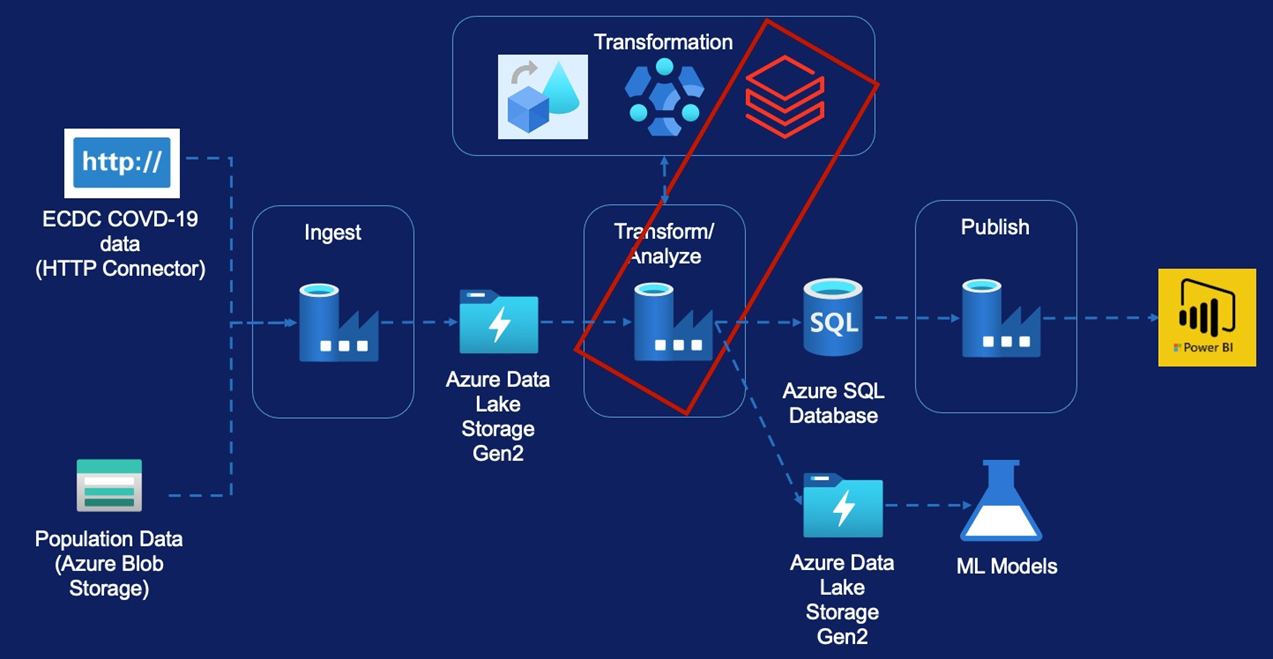 Transformation
http://
ECDC COVD-19
data
(HTTP Connector)
Ingest
Transform/
Analyze
Publish
SQL
Power BI
Azure Data
Lake
Storage
Gen2
Azure SQL
Database
Population Data
(Azure Blob
Storage)
Azure Data
Lake
Storage
Gen2
ML Models